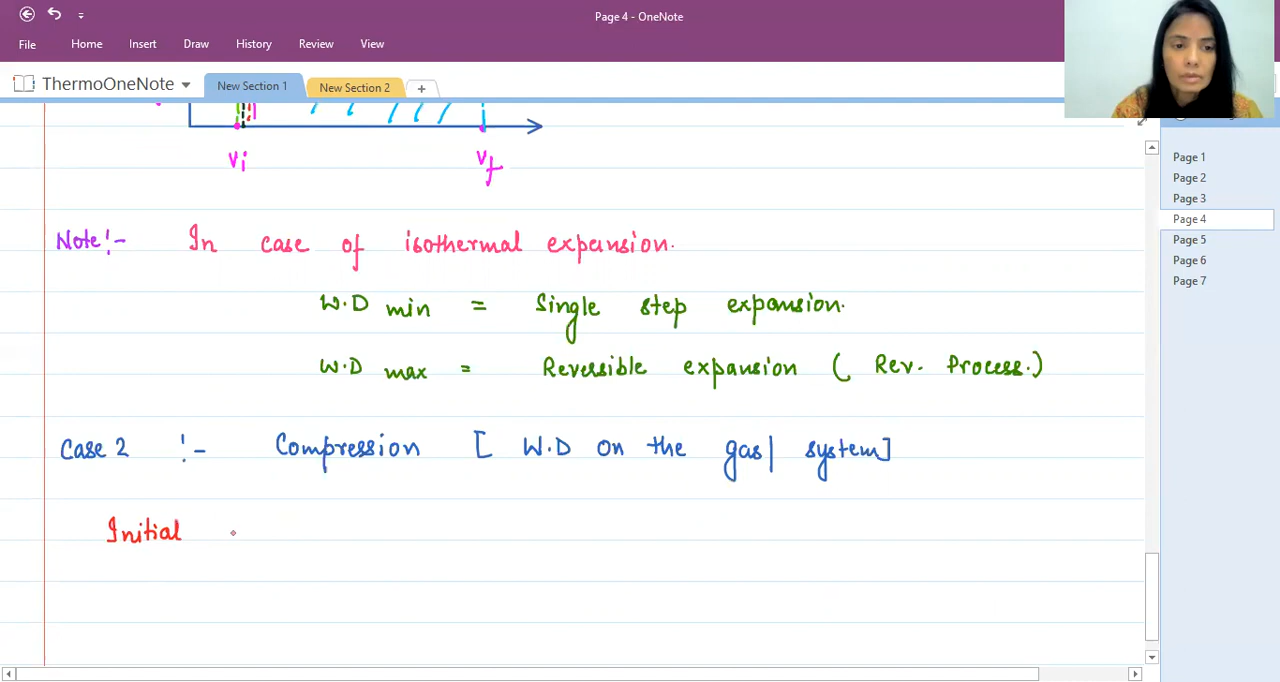 Page 4 - OneNote
File Home Insert Draw History Review View
ThermoOneNote New Section 1 New Section 2 +
Page 1
Page 2
Page 3
Page 4
Page 5
Page 6
Page 7
Vi Vf
Note!- In case of isothermal expansion.
W.D min = Single step expansion.
W.D max = Reversible expansion ( Rev. Process.)
Case 2 !- Compression [ W.D on the gas| system]
Initial